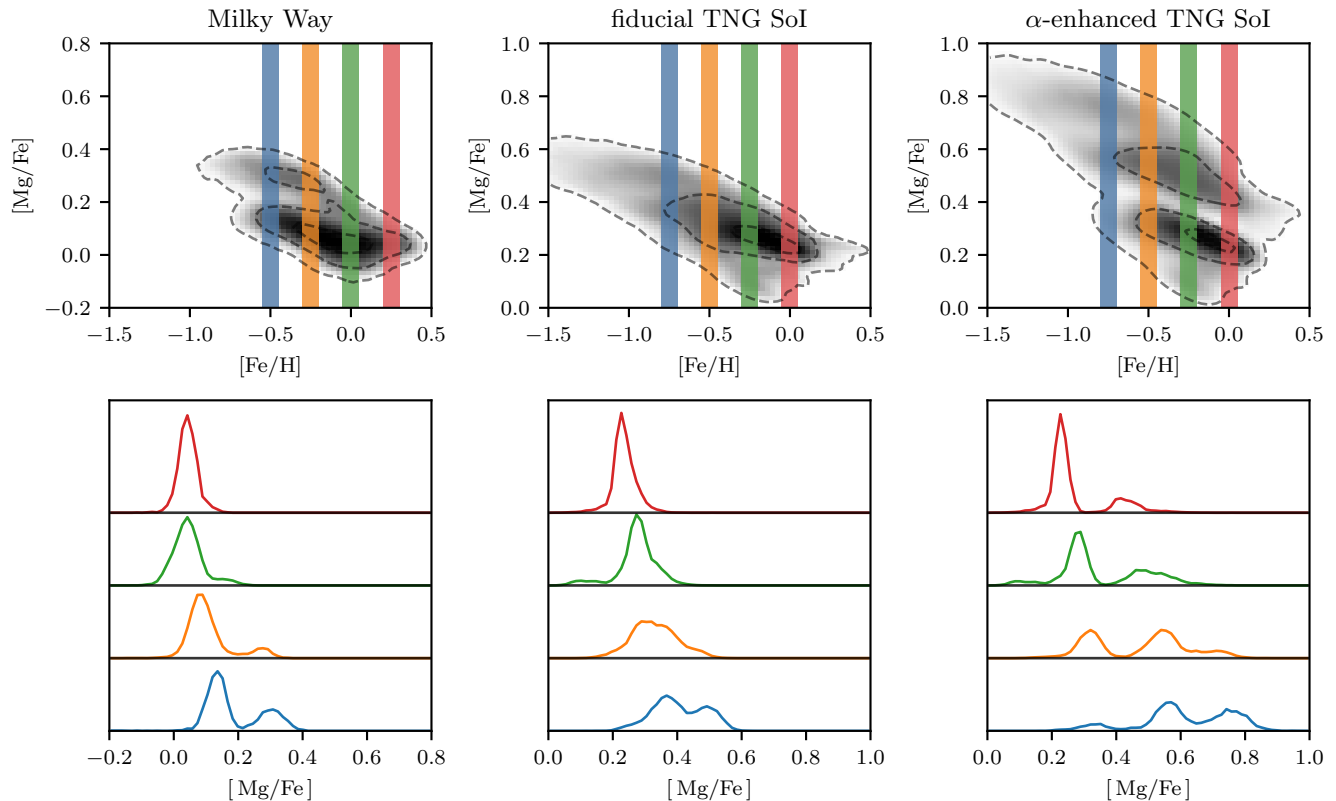 Milky Way
fiducial TNG SoI
α-enhanced TNG SoI
0.8
0.6
0.4
0.2
0.0
−0.2
[Mg/Fe]
−1.5 −1.0 −0.5 0.0 0.5
[Fe/H]
1.0
0.8
0.6
0.4
0.2
0.0
[Mg/Fe]
−1.5 −1.0 −0.5 0.0 0.5
[Fe/H]
1.0
0.8
0.6
0.4
0.2
0.0
[Mg/Fe]
−1.5 −1.0 −0.5 0.0 0.5
[Fe/H]
−0.2 0.0 0.2 0.4 0.6 0.8
[Mg/Fe]
0.0 0.2 0.4 0.6 0.8 1.0
[Mg/Fe]
0.0 0.2 0.4 0.6 0.8 1.0
[Mg/Fe]